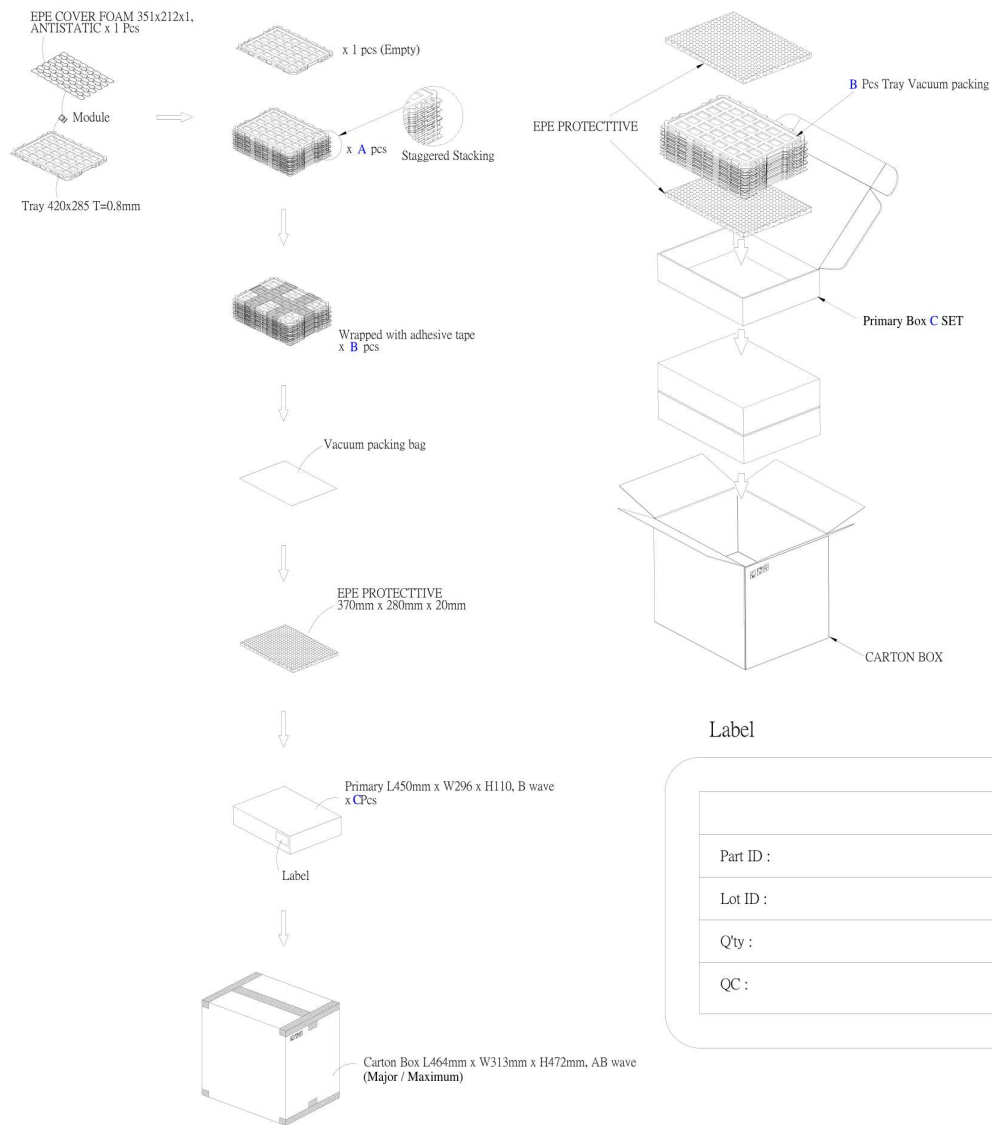 EPE COVER FOAM 351x212x1,
ANTISTATIC x 1 Pcs
Module
Tray 420x285 T=0.8mm
x 1 pcs (Empty)
x A pcs
Staggered Stacking
Wrapped with adhesive tape
x B pcs
Vacuum packing bag
EPE PROTECTTIVE
370mm x 280mm x 20mm
Primary L450mm x W296 x H110, B wave
x CPcs
Label
Carton Box L464mm x W313mm x H472mm, AB wave
(Major / Maximum)
B Pcs Tray Vacuum packing
EPE PROTECTTIVE
Primary Box C SET
CARTON BOX
Label
Part ID :
Lot ID :
Q'ty :
QC :